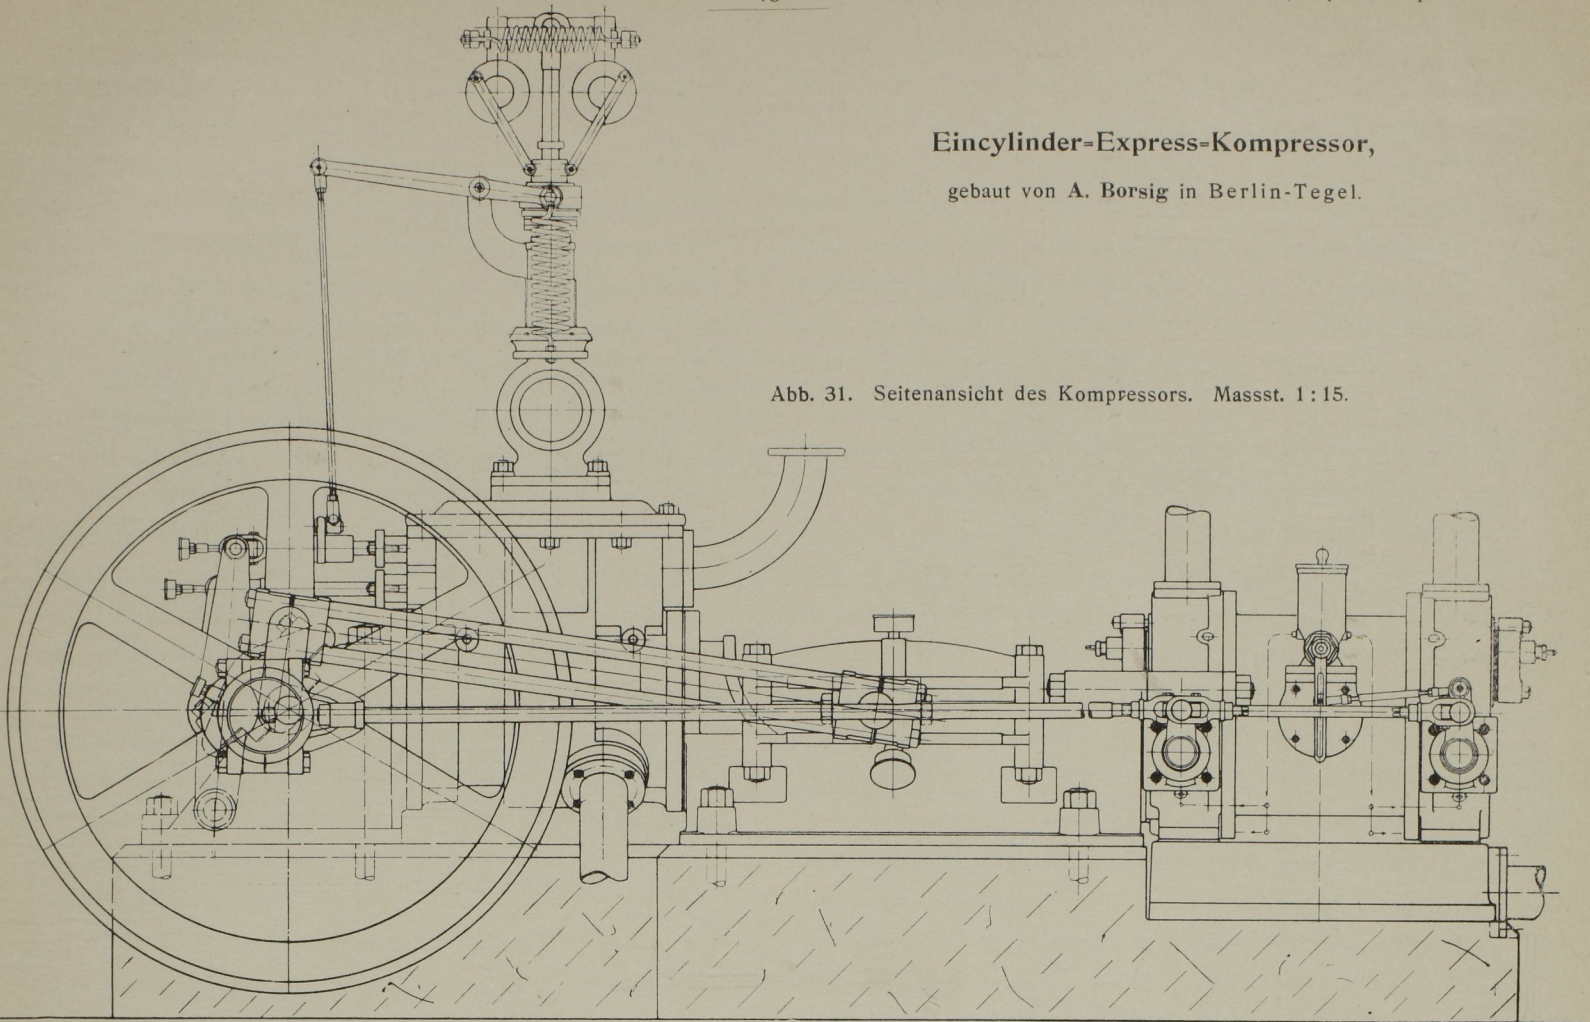 Eincylinder-Express-Kompressor,
gebaut von A. Borsig in Berlin-Tegel.
Abb. 31. Seitenansicht des Kompressors. Massst. 1 : 15.